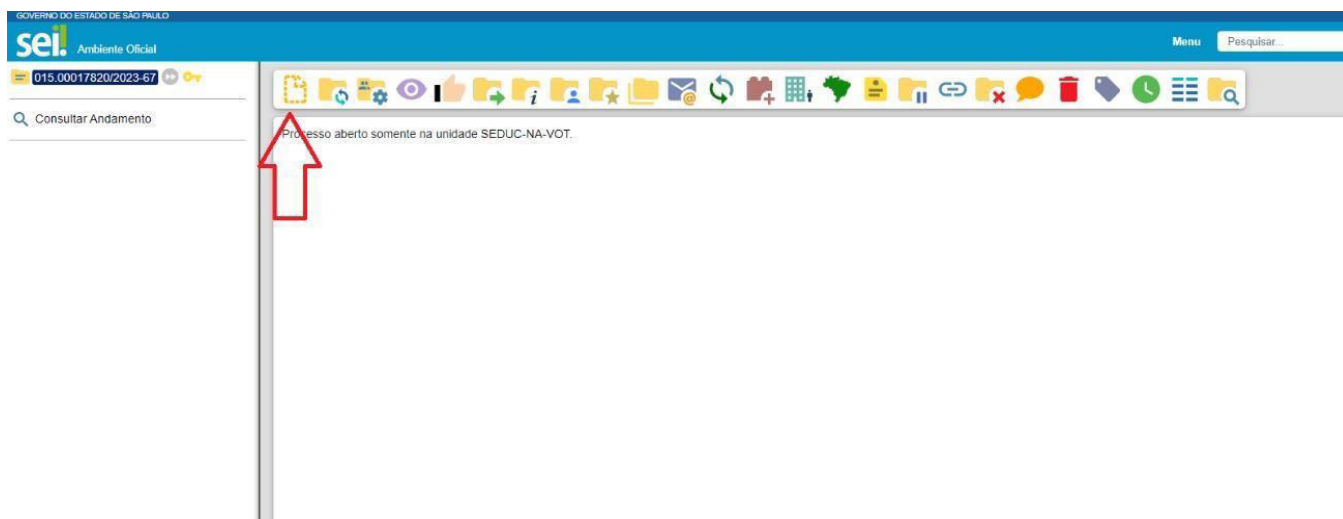 GOVERNO DO ESTADO DE SÃO PAULO
sei! Ambiente Oficial
Menu Pesquisar...
015.00017820/2023-67
Consultar Andamento
Processo aberto somente na unidade SEDUC-NA-VOT.